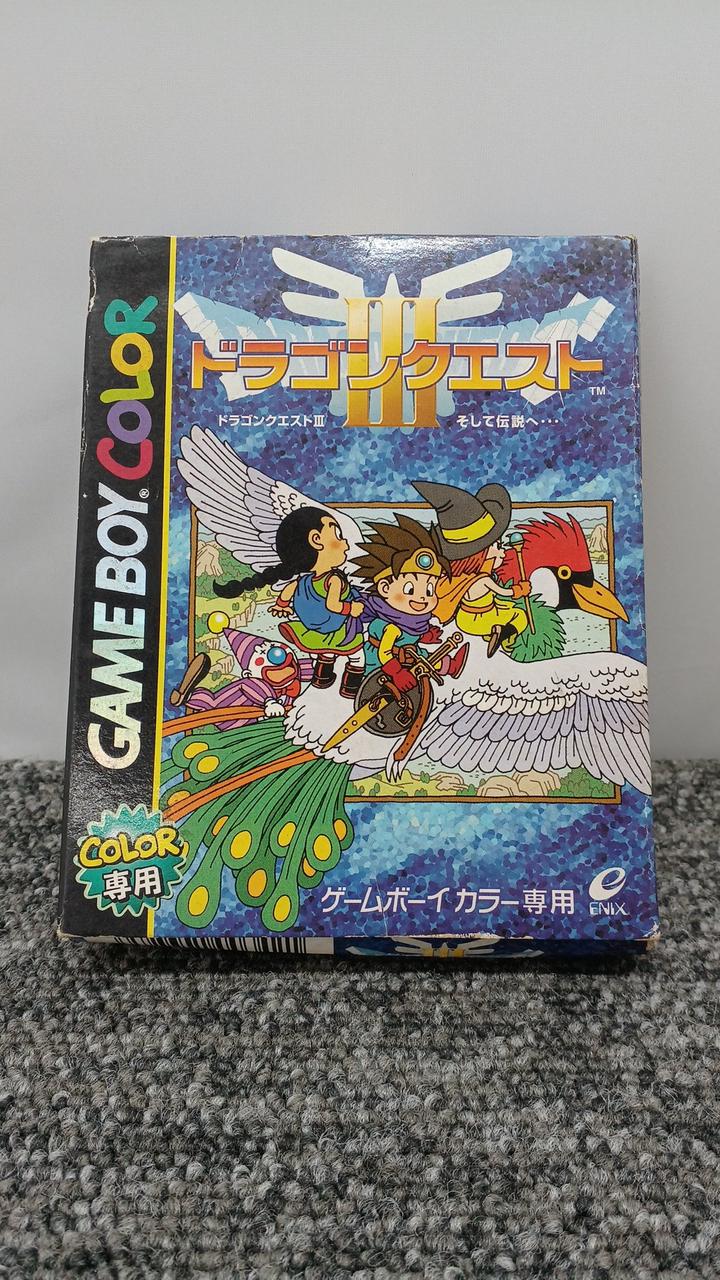 GAME BOY® COLOR
III
ドラゴンクエスト™
ドラゴンクエストIII そして伝説へ・・・
COLOR
専用
ゲームボーイ カラー専用
ENIX